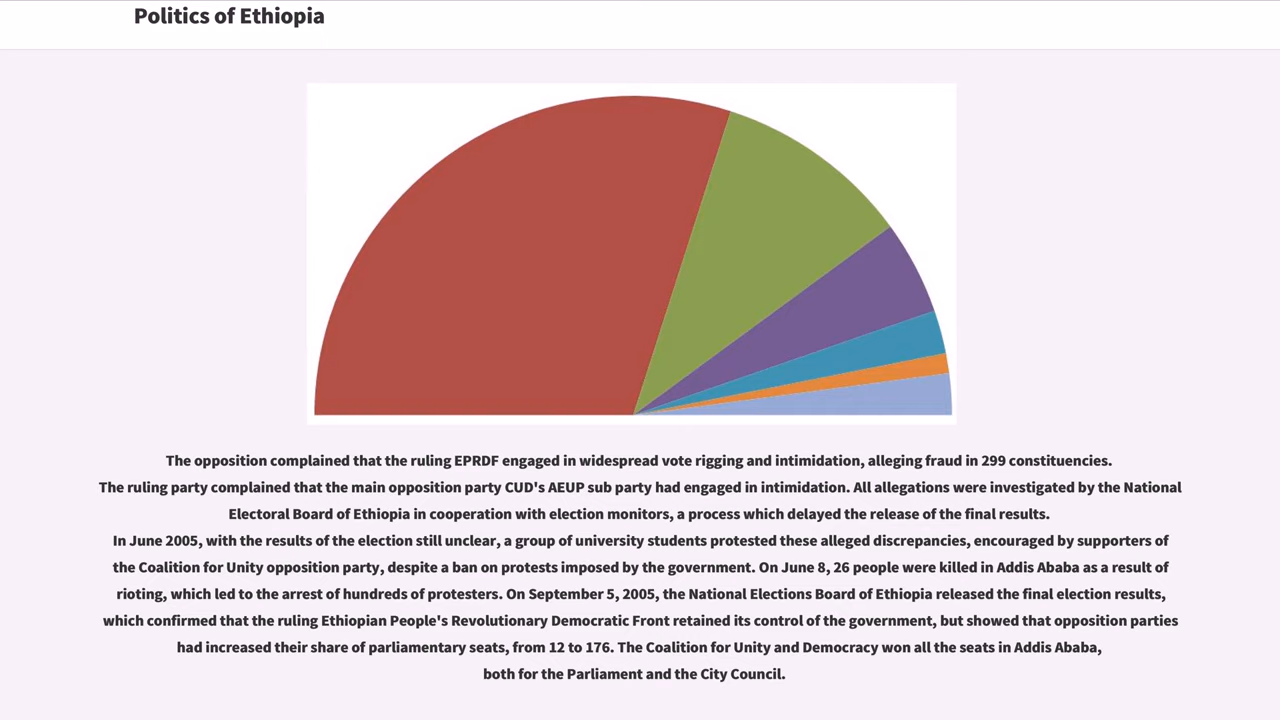 Politics of Ethiopia
The opposition complained that the ruling EPRDF engaged in widespread vote rigging and intimidation, alleging fraud in 299 constituencies.
The ruling party complained that the main opposition party CUD's AEUP sub party had engaged in intimidation. All allegations were investigated by the National
Electoral Board of Ethiopia in cooperation with election monitors, a process which delayed the release of the final results.
In June 2005, with the results of the election still unclear, a group of university students protested these alleged discrepancies, encouraged by supporters of
the Coalition for Unity opposition party, despite a ban on protests imposed by the government. On June 8, 26 people were killed in Addis Ababa as a result of
rioting, which led to the arrest of hundreds of protesters. On September 5, 2005, the National Elections Board of Ethiopia released the final election results,
which confirmed that the ruling Ethiopian People's Revolutionary Democratic Front retained its control of the government, but showed that opposition parties
had increased their share of parliamentary seats, from 12 to 176. The Coalition for Unity and Democracy won all the seats in Addis Ababa,
both for the Parliament and the City Council.